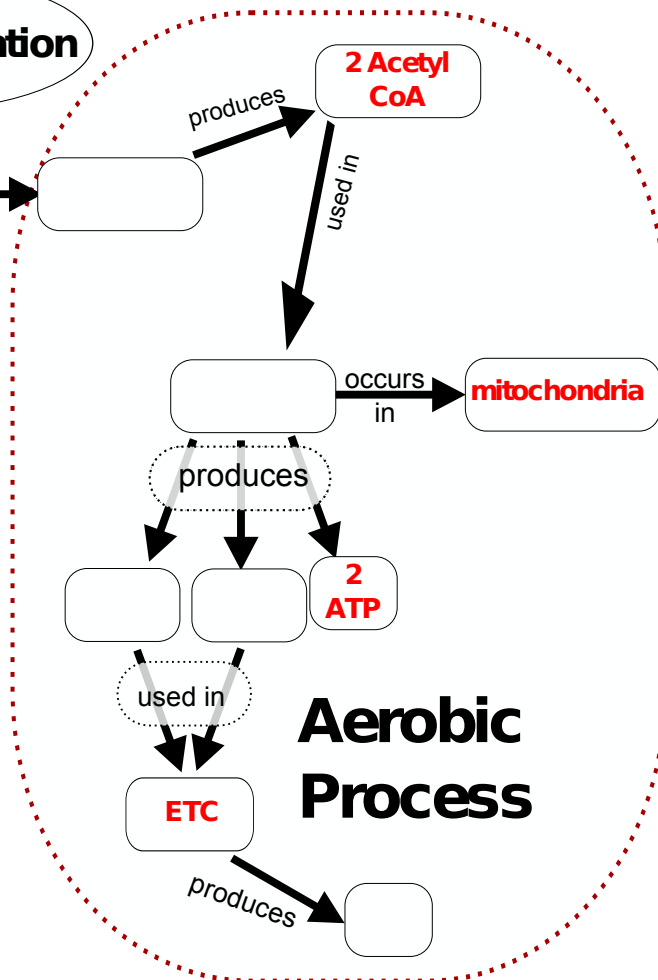 ation
2 Acetyl
CoA
produces
used in
occurs
in
mitochondria
produces
2
ATP
used in
Aerobic
Process
ETC
produces